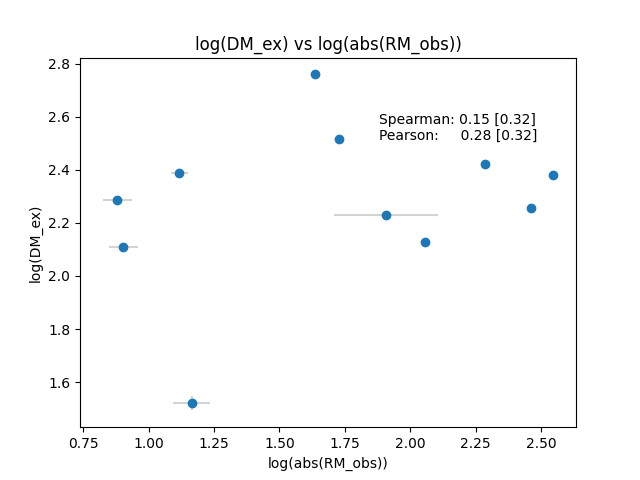 log(DM_ex) vs log(abs(RM_obs))
2.8
2.6
2.4
2.2
2.0
1.8
1.6
log(DM_ex)
Spearman: 0.15 [0.32]
Pearson: 0.28 [0.32]
0.75 1.00 1.25 1.50 1.75 2.00 2.25 2.50
log(abs(RM_obs))